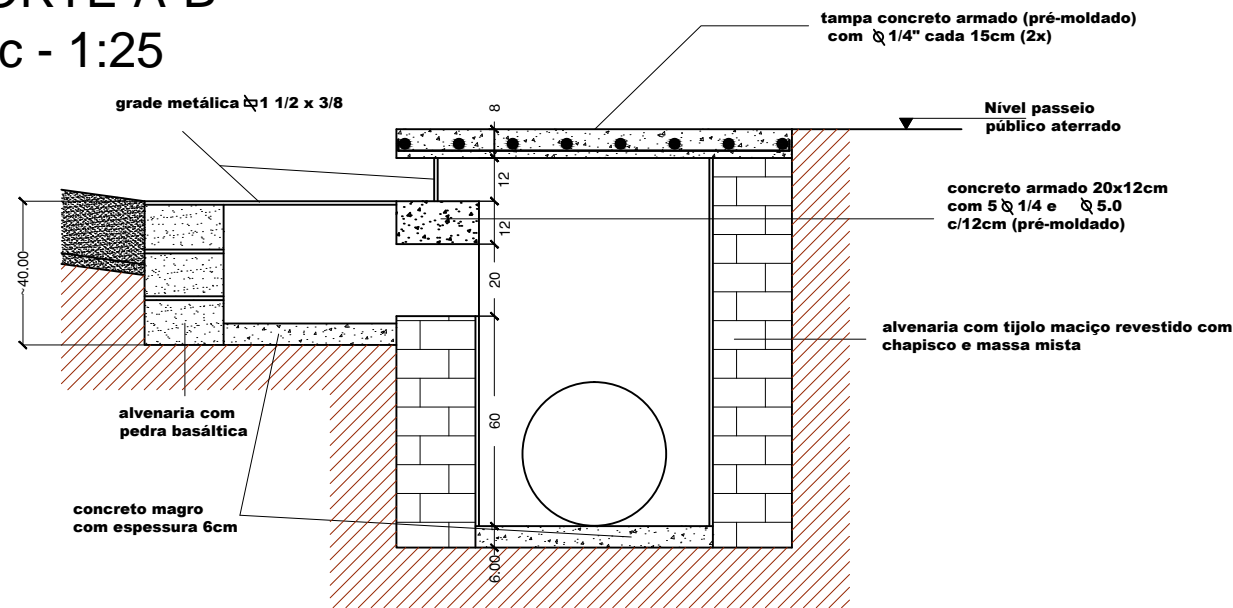 ORTE A-B
c - 1:25
tampa concreto armado (pré-moldado)
com ⌀ 1/4" cada 15cm (2x)
grade metálica 1 1/2 x 3/8
Nível passeio
público aterrado
concreto armado 20x12cm
com 5 ⌀ 1/4 e ⌀ 5.0
c/12cm (pré-moldado)
8
12
12
20
60
6.00
~40.00
alvenaria com tijolo maciço revestido com
chapisco e massa mista
alvenaria com
pedra basáltica
concreto magro
com espessura 6cm